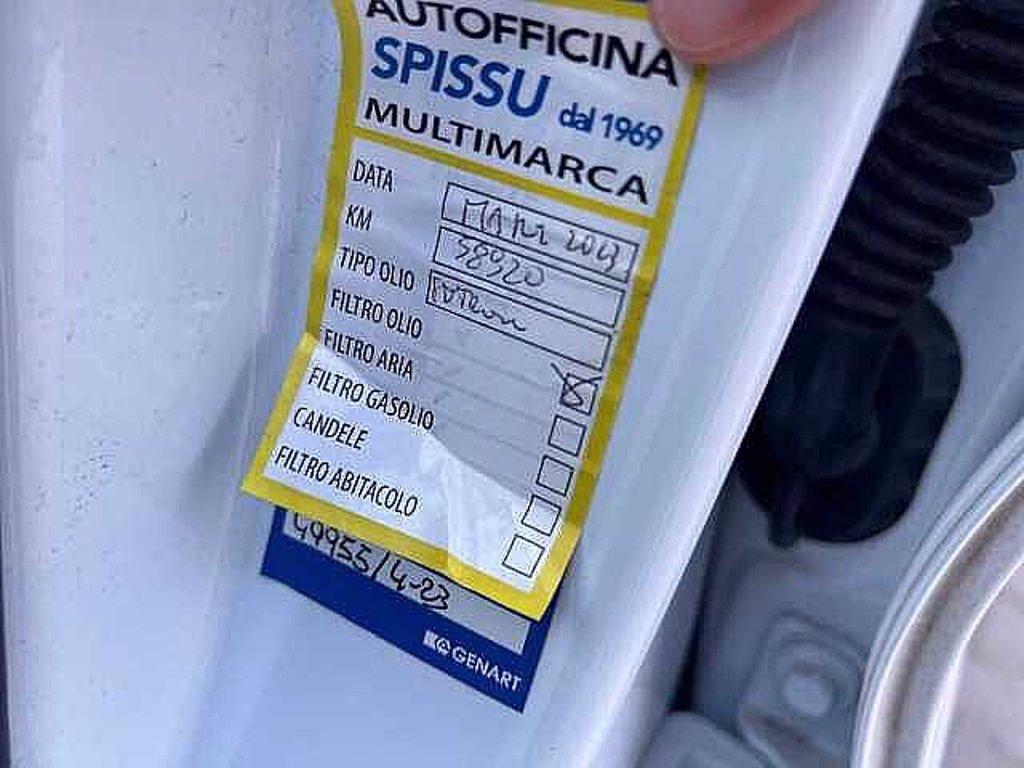 AUTOFFICINA
SPISSU dal 1969
MULTIMARCA
DATA
KM 58920
TIPO OLIO
FILTRO OLIO
FILTRO ARIA
FILTRO GASOLIO
CANDELE
FILTRO ABITACOLO
49955/4-23
GENART